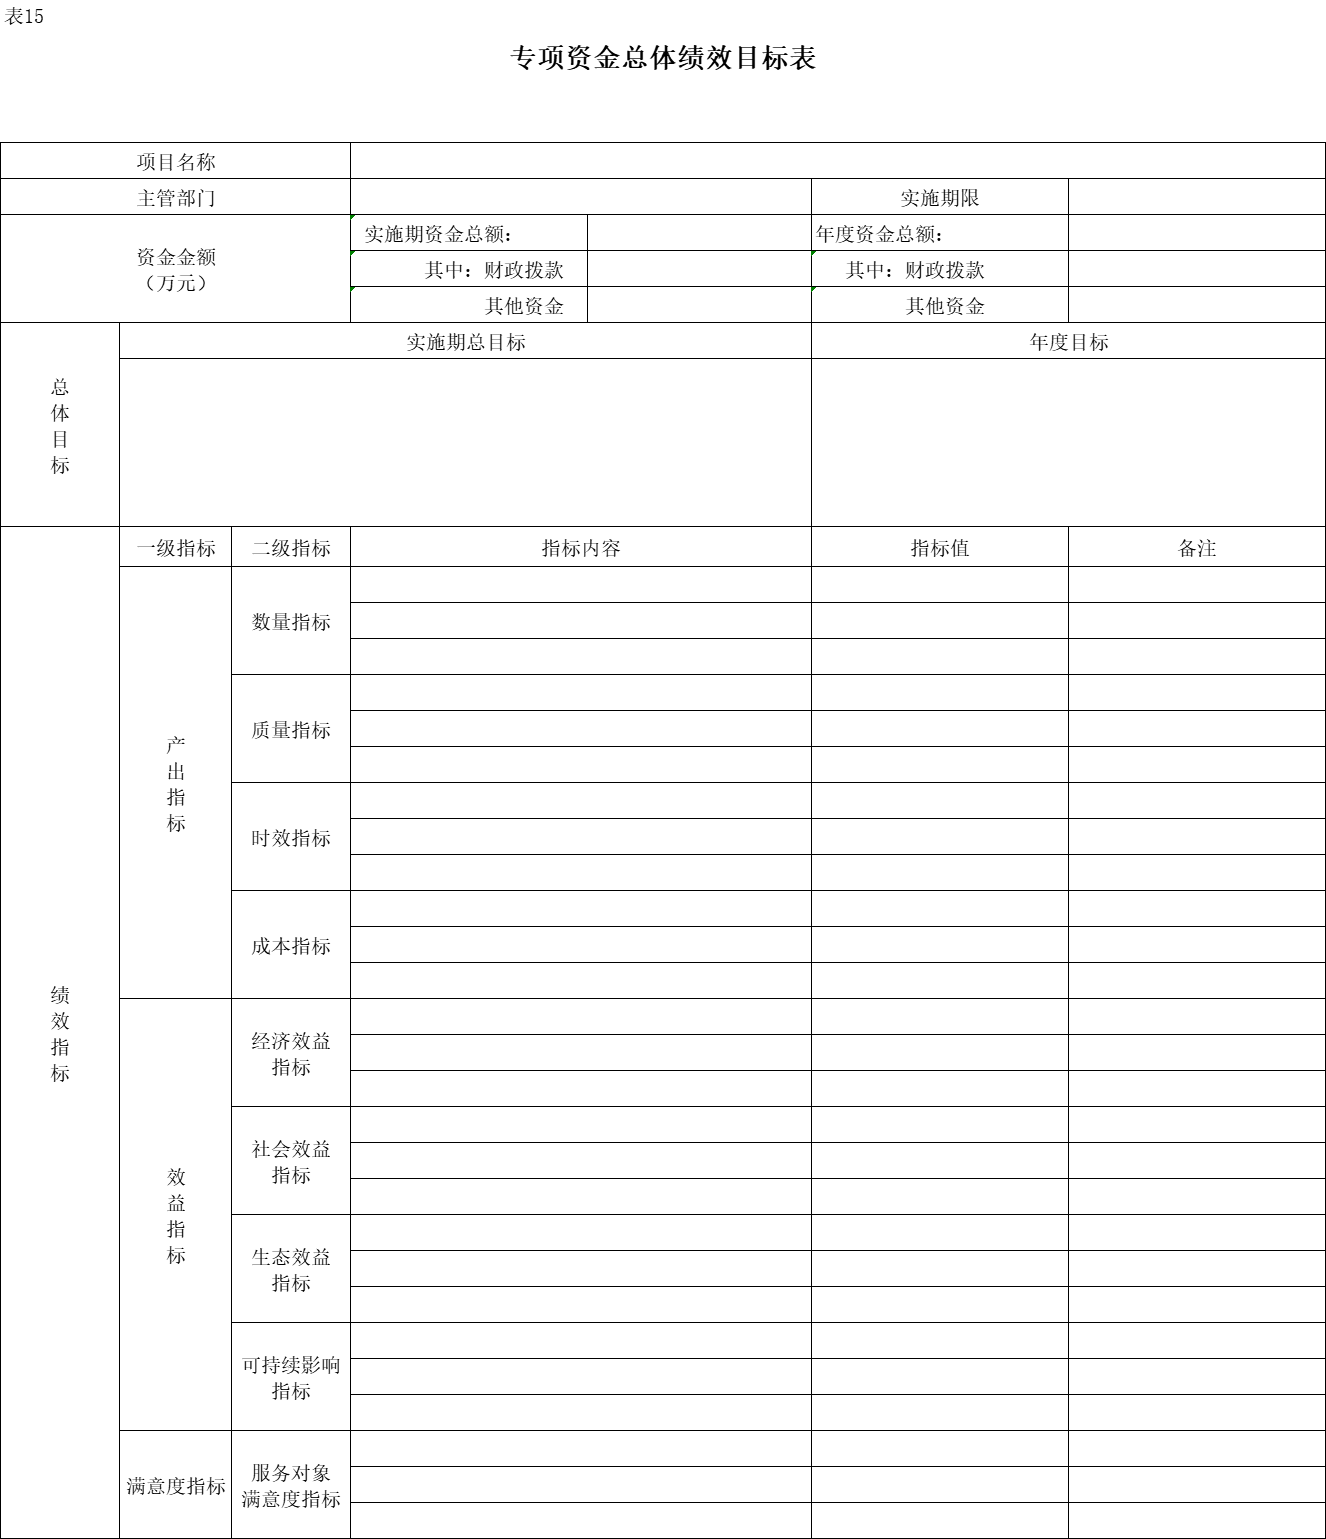 表15
专项资金总体绩效目标表
项目名称
主管部门
实施期限
资金金额
（万元）
实施期资金总额：
年度资金总额：
其中：财政拨款
其中：财政拨款
其他资金
其他资金
总
体
目
标
实施期总目标
年度目标
绩
效
指
标
一级指标
二级指标
指标内容
指标值
备注
产
出
指
标
数量指标
质量指标
时效指标
成本指标
效
益
指
标
经济效益
指标
社会效益
指标
生态效益
指标
可持续影响
指标
满意度指标
服务对象
满意度指标